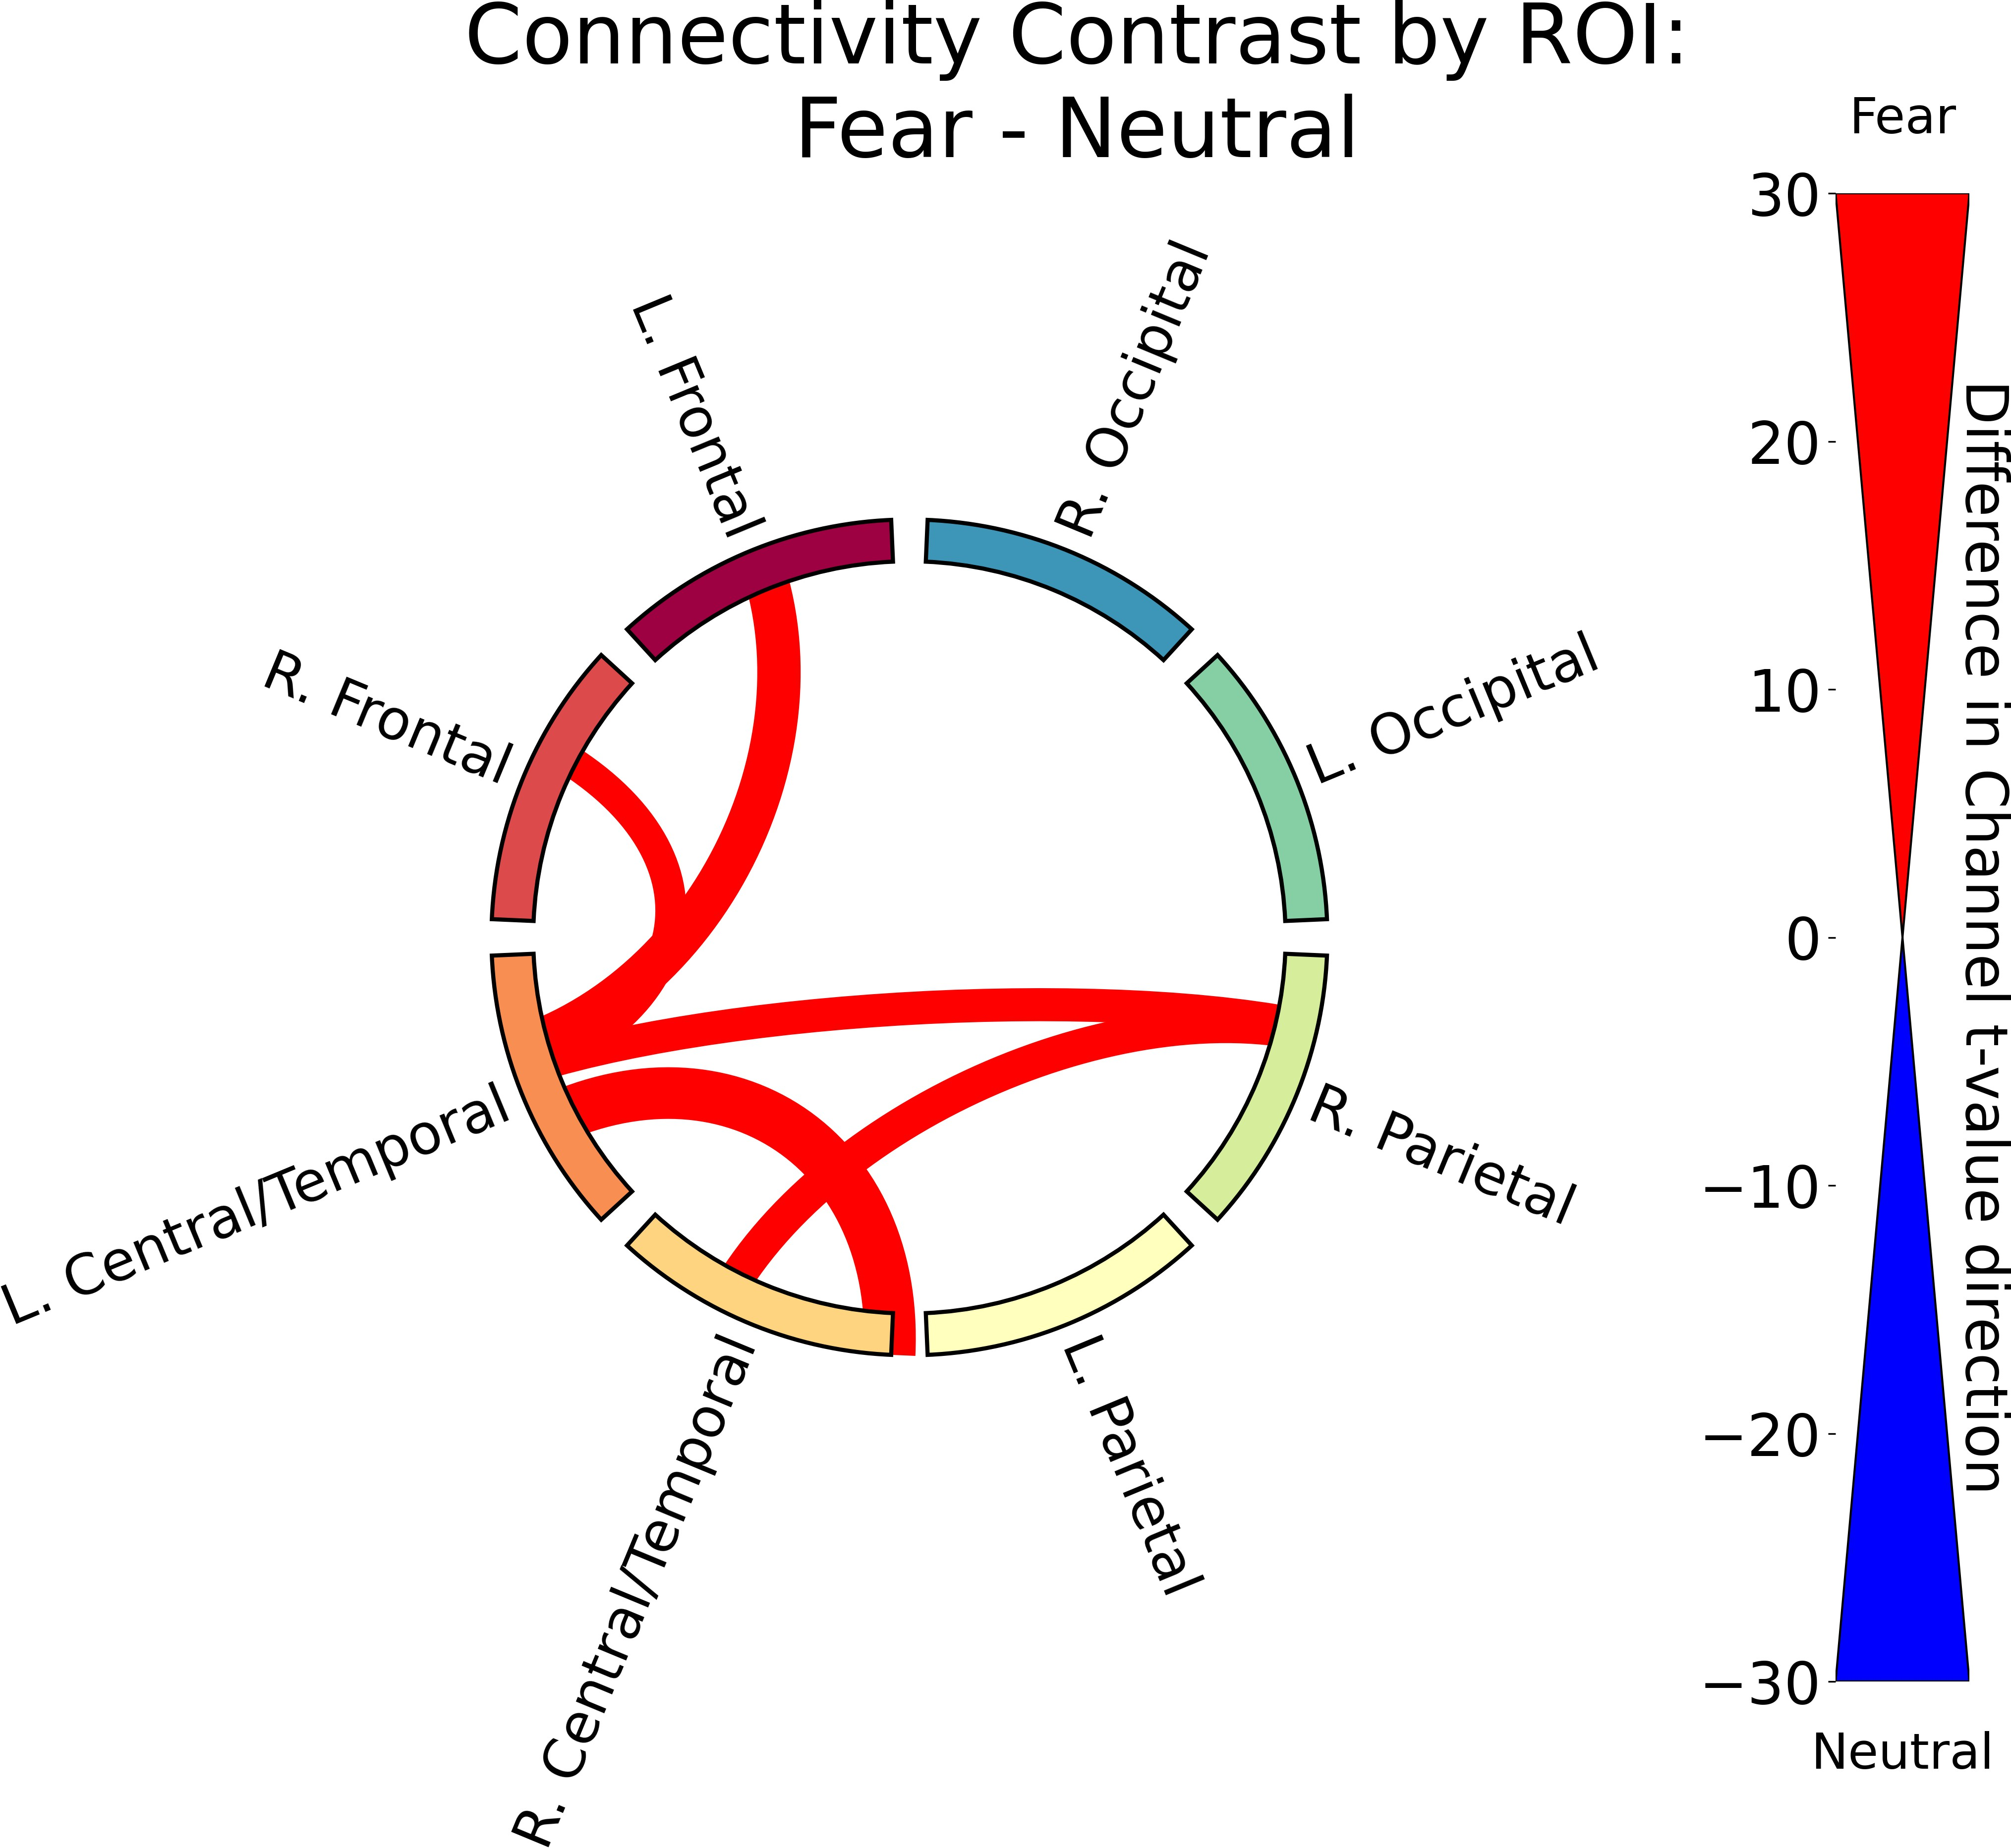 Connectivity Contrast by ROI:
Fear - Neutral
Fear
30
20
10
0
−10
−20
−30
Neutral
Difference in Channel t-value direction
L. Frontal
R. Occipital
R. Frontal
L. Occipital
L. Central/Temporal
R. Parietal
R. Central/Temporal
L. Parietal